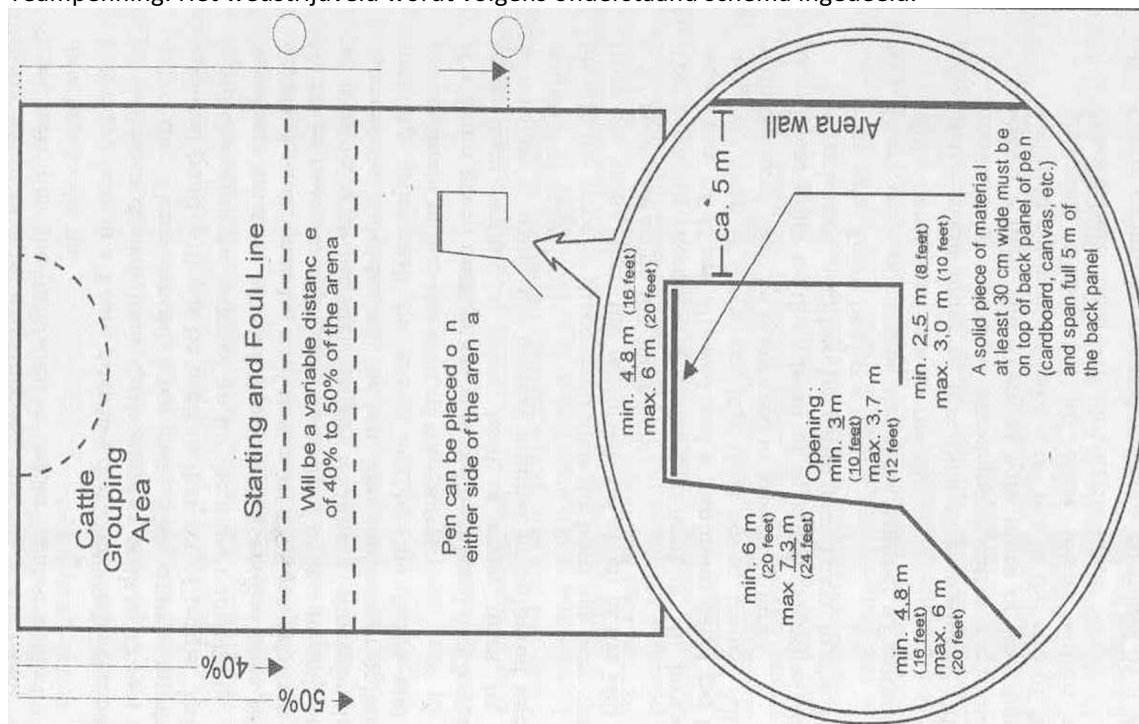 Teampenning. Het wedstrijdveld wordt volgens onderstaand schema ingedeeld.
Cattle
Grouping
Area
Starting and Foul Line
Will be a variable distanc e
of 40% to 50% of the arena
Pen can be placed o n
either side of the aren a
40%
50%
Arena wall
ca. 5 m
min. 4.8 m (16 feet)
max. 6 m (20 feet)
Opening:
min. 3 m
(10 feet)
max. 3,7 m
(12 feet)
min. 2.5 m (8 feet)
max. 3,0 m (10 feet)
min. 6 m
(20 feet)
max 7.3 m
(24 feet)
min. 4.8 m
(16 feet)
max. 6 m
(20 feet)
A solid piece of material
at least 30 cm wide must be
on top of back panel of pen
(cardboard, canvas, etc.)
and span full 5 m of
the back panel